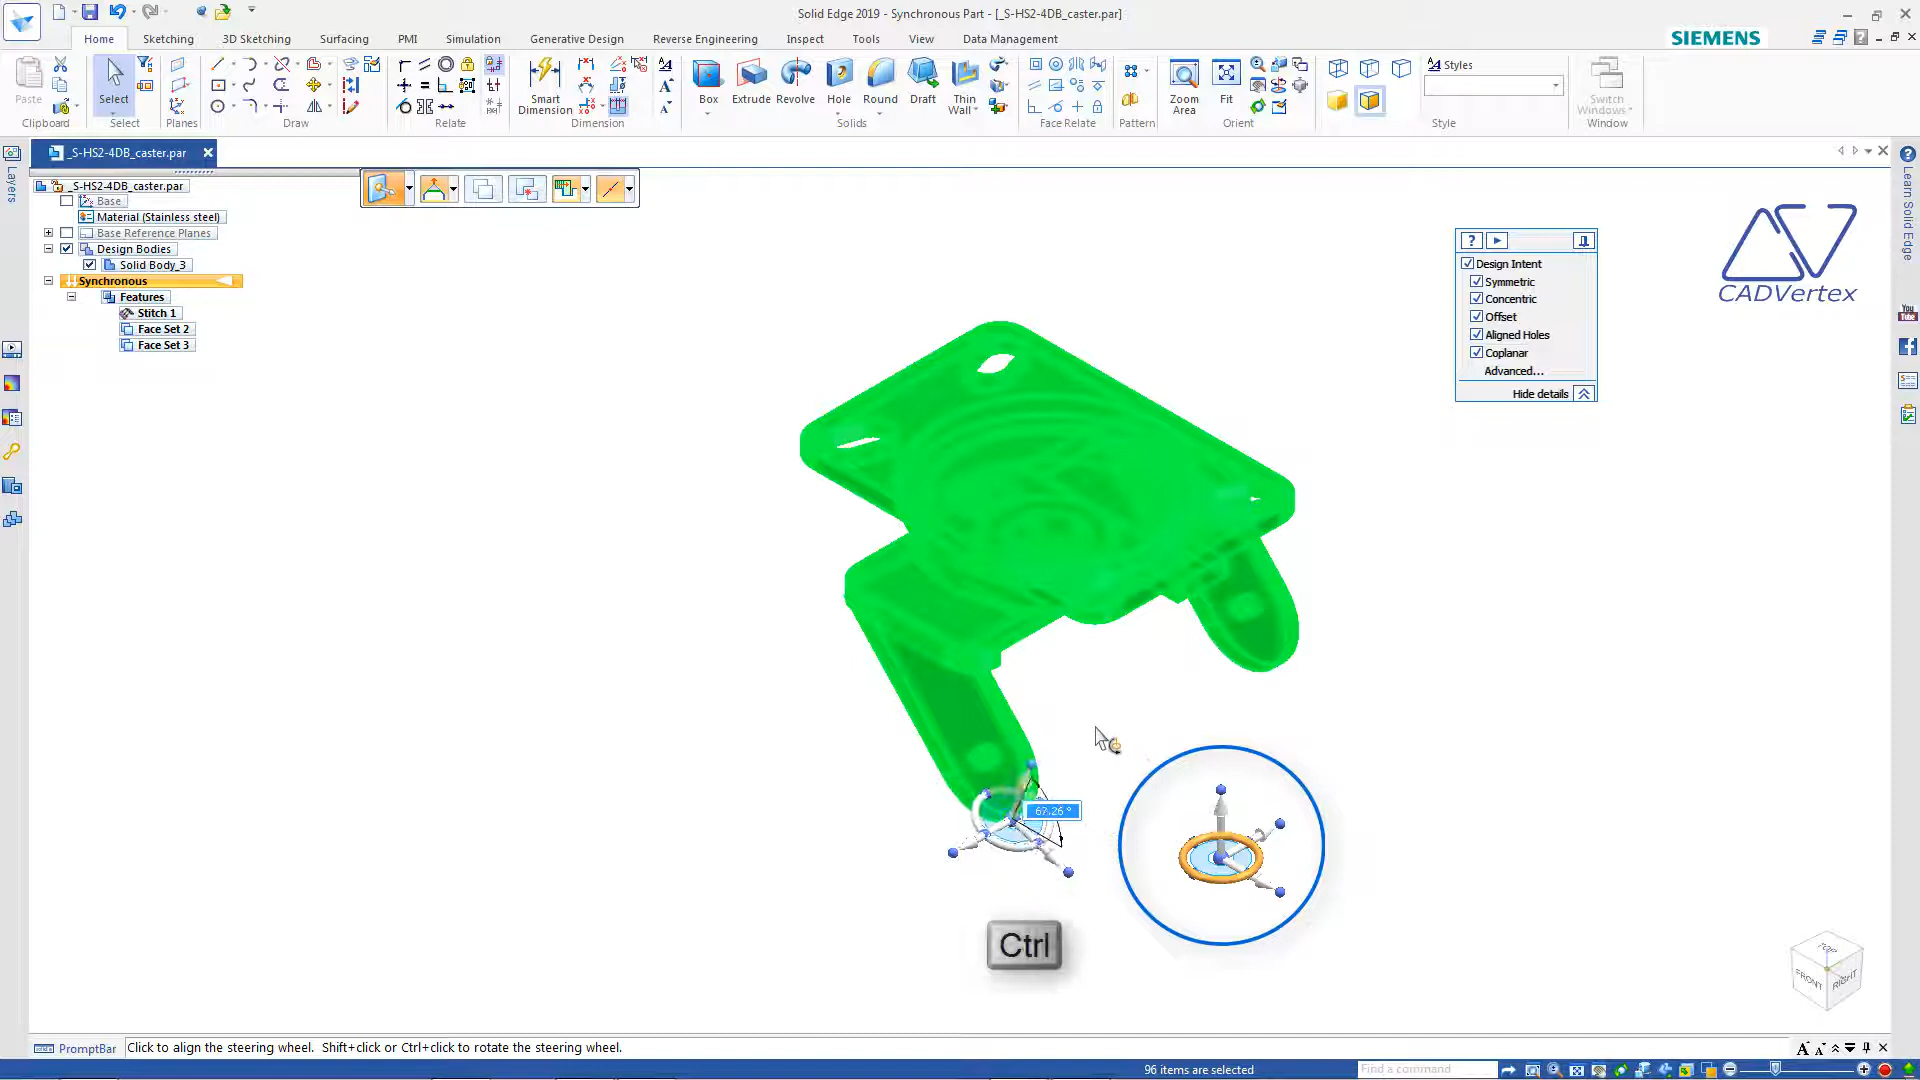 Solid Edge 2019 - Synchronous Part - [_S-HS2-4DB_caster.par]
Home
Sketching
3D Sketching
Surfacing
PMI
Simulation
Generative Design
Reverse Engineering
Inspect
Tools
View
Data Management
SIEMENS
Paste
Clipboard
Select
Select
Planes
Draw
Relate
Smart
Dimension
Dimension
Box
Extrude
Revolve
Hole
Round
Draft
Thin
Wall
Solids
Face Relate
Pattern
Zoom
Area
Fit
Orient
Styles
Style
Switch
Windows
Window
_S-HS2-4DB_caster.par
Layers
Learn Solid Edge
_S-HS2-4DB_caster.par
Base
Material (Stainless steel)
Base Reference Planes
Design Bodies
Solid Body_3
Synchronous
Features
Stitch 1
Face Set 2
Face Set 3
Design Intent
Symmetric
Concentric
Offset
Aligned Holes
Coplanar
Advanced...
Hide details
CADVertex
67.26 °
Ctrl
TOP
FRONT
RIGHT
PromptBar
Click to align the steering wheel. Shift+click or Ctrl+click to rotate the steering wheel.
96 items are selected
Find a command